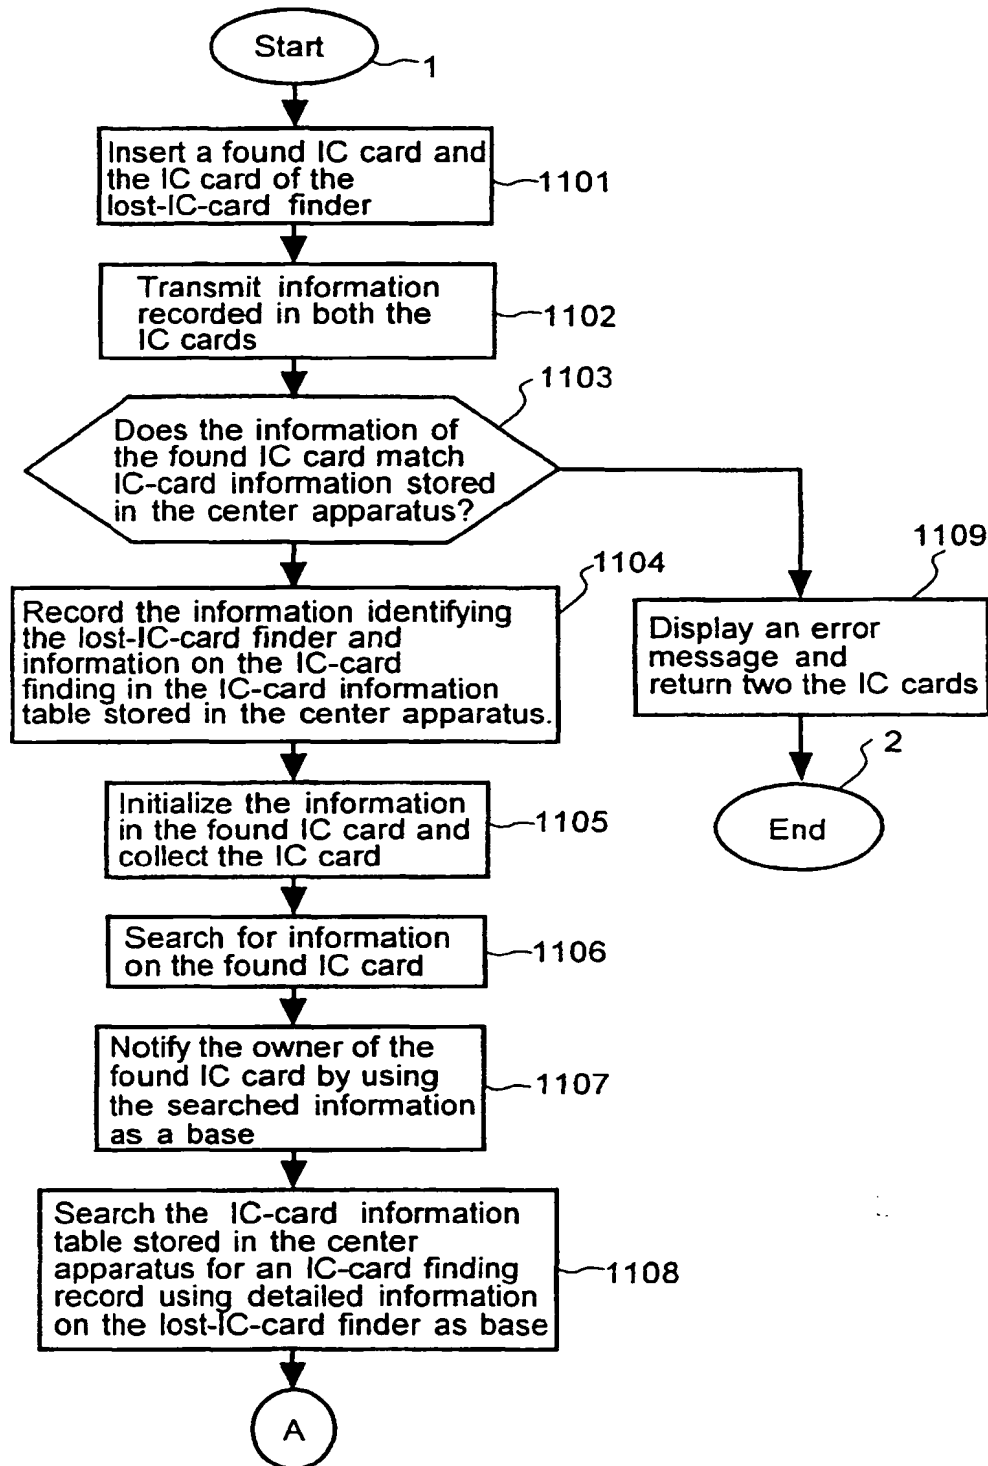 Start
1
Insert a found IC card and
the IC card of the
lost-IC-card finder
1101
Transmit information
recorded in both the
IC cards
1102
1103
Does the information of
the found IC card match
IC-card information stored
in the center apparatus?
1104
Record the information identifying
the lost-IC-card finder and
information on the IC-card
finding in the IC-card information
table stored in the center apparatus.
1109
Display an error
message and
return two the IC cards
2
End
Initialize the information
in the found IC card and
collect the IC card
1105
Search for information
on the found IC card
1106
Notify the owner of the
found IC card by using
the searched information
as a base
1107
Search the IC-card information
table stored in the center
apparatus for an IC-card finding
record using detailed information
on the lost-IC-card finder as base
1108
A